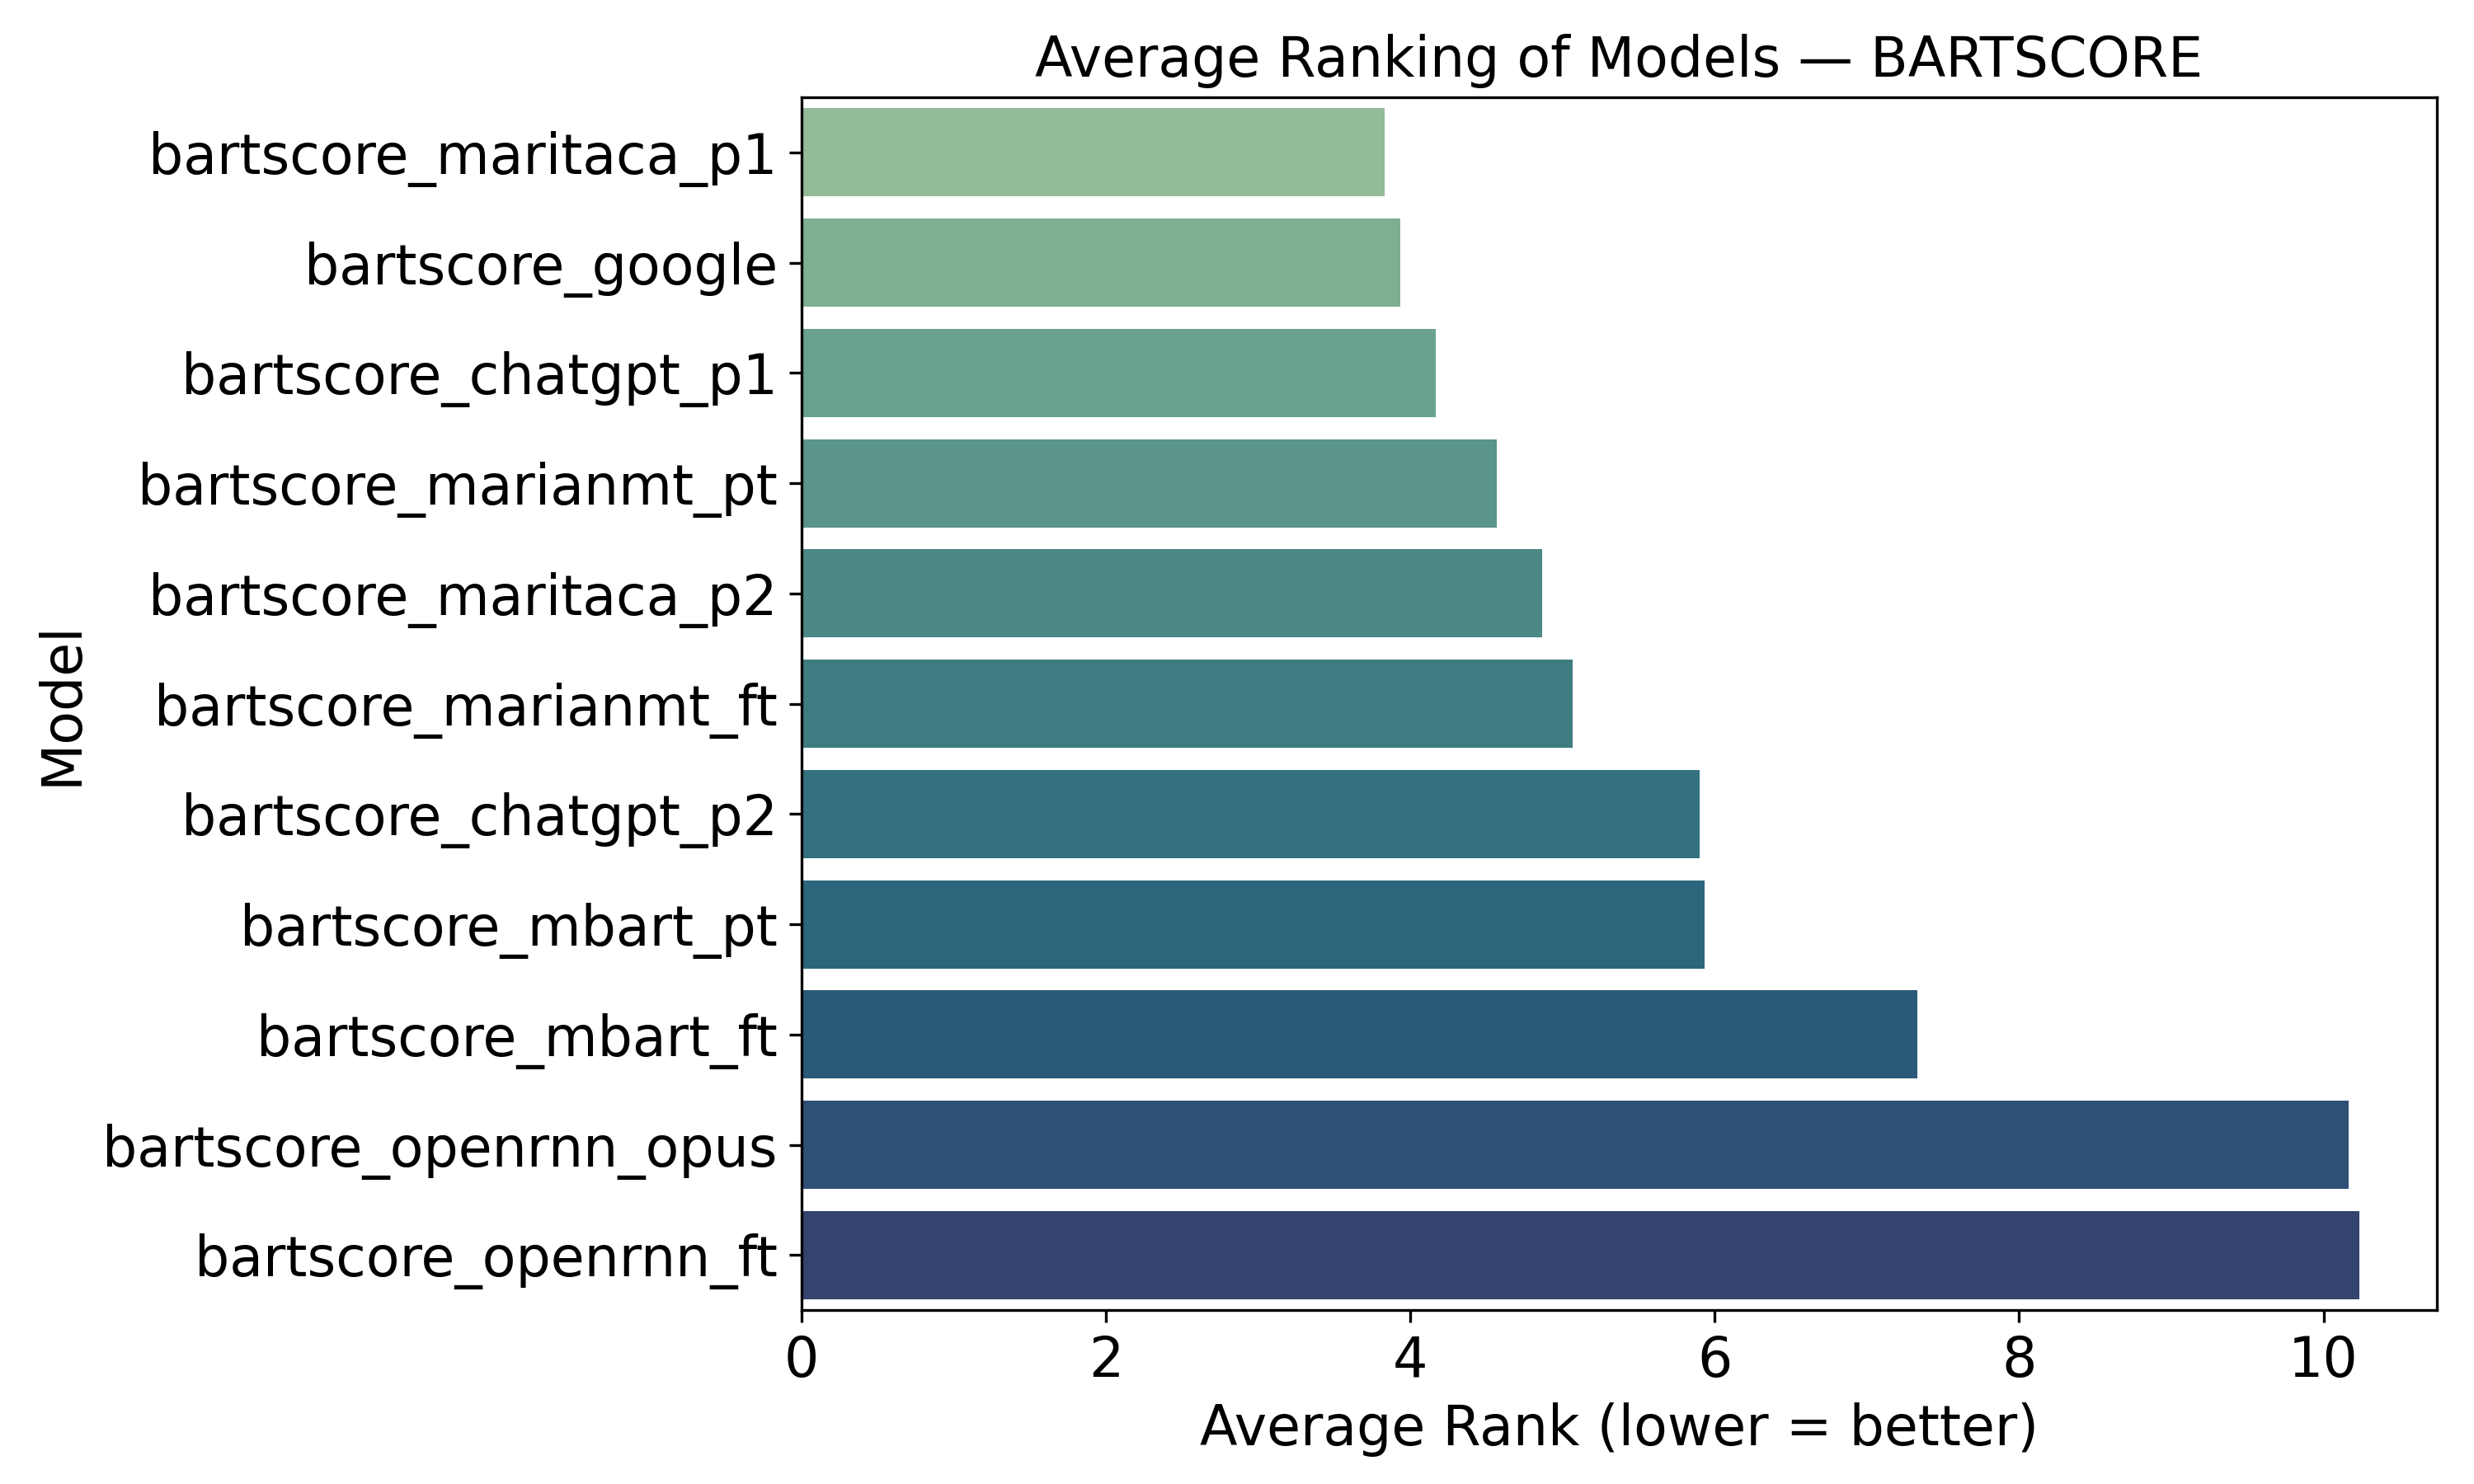 Average Ranking of Models — BARTSCORE
bartscore_maritaca_p1
bartscore_google
bartscore_chatgpt_p1
bartscore_marianmt_pt
bartscore_maritaca_p2
bartscore_marianmt_ft
bartscore_chatgpt_p2
bartscore_mbart_pt
bartscore_mbart_ft
bartscore_openrnn_opus
bartscore_openrnn_ft
Model
0 2 4 6 8 10
Average Rank (lower = better)